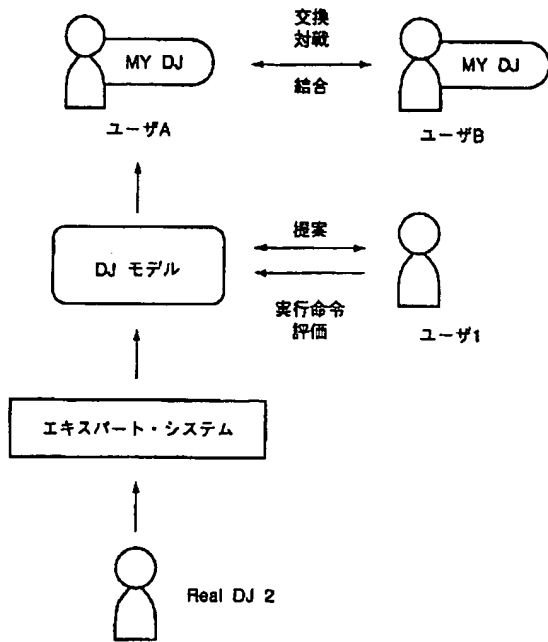 交換
対戦
MY DJ
MY DJ
結合
ユーザA
ユーザB
提案
DJ モデル
実行命令
評価
ユーザ1
エキスパート・システム
Real DJ 2